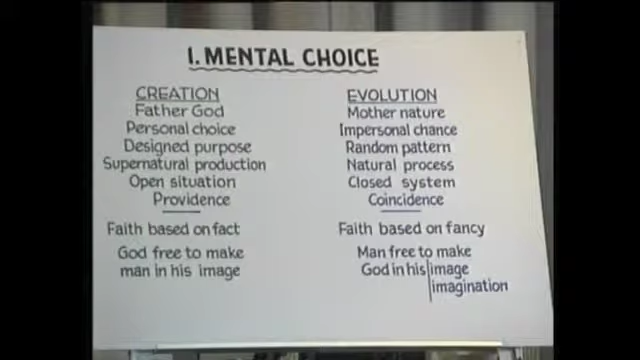 1. MENTAL CHOICE
CREATION
Father God
Personal choice
Designed purpose
Supernatural production
Open situation
Providence
Faith based on fact
God free to make
man in his image
EVOLUTION
Mother nature
Impersonal chance
Random pattern
Natural process
Closed system
Coincidence
Faith based on fancy
Man free to make
God in his image
imagination